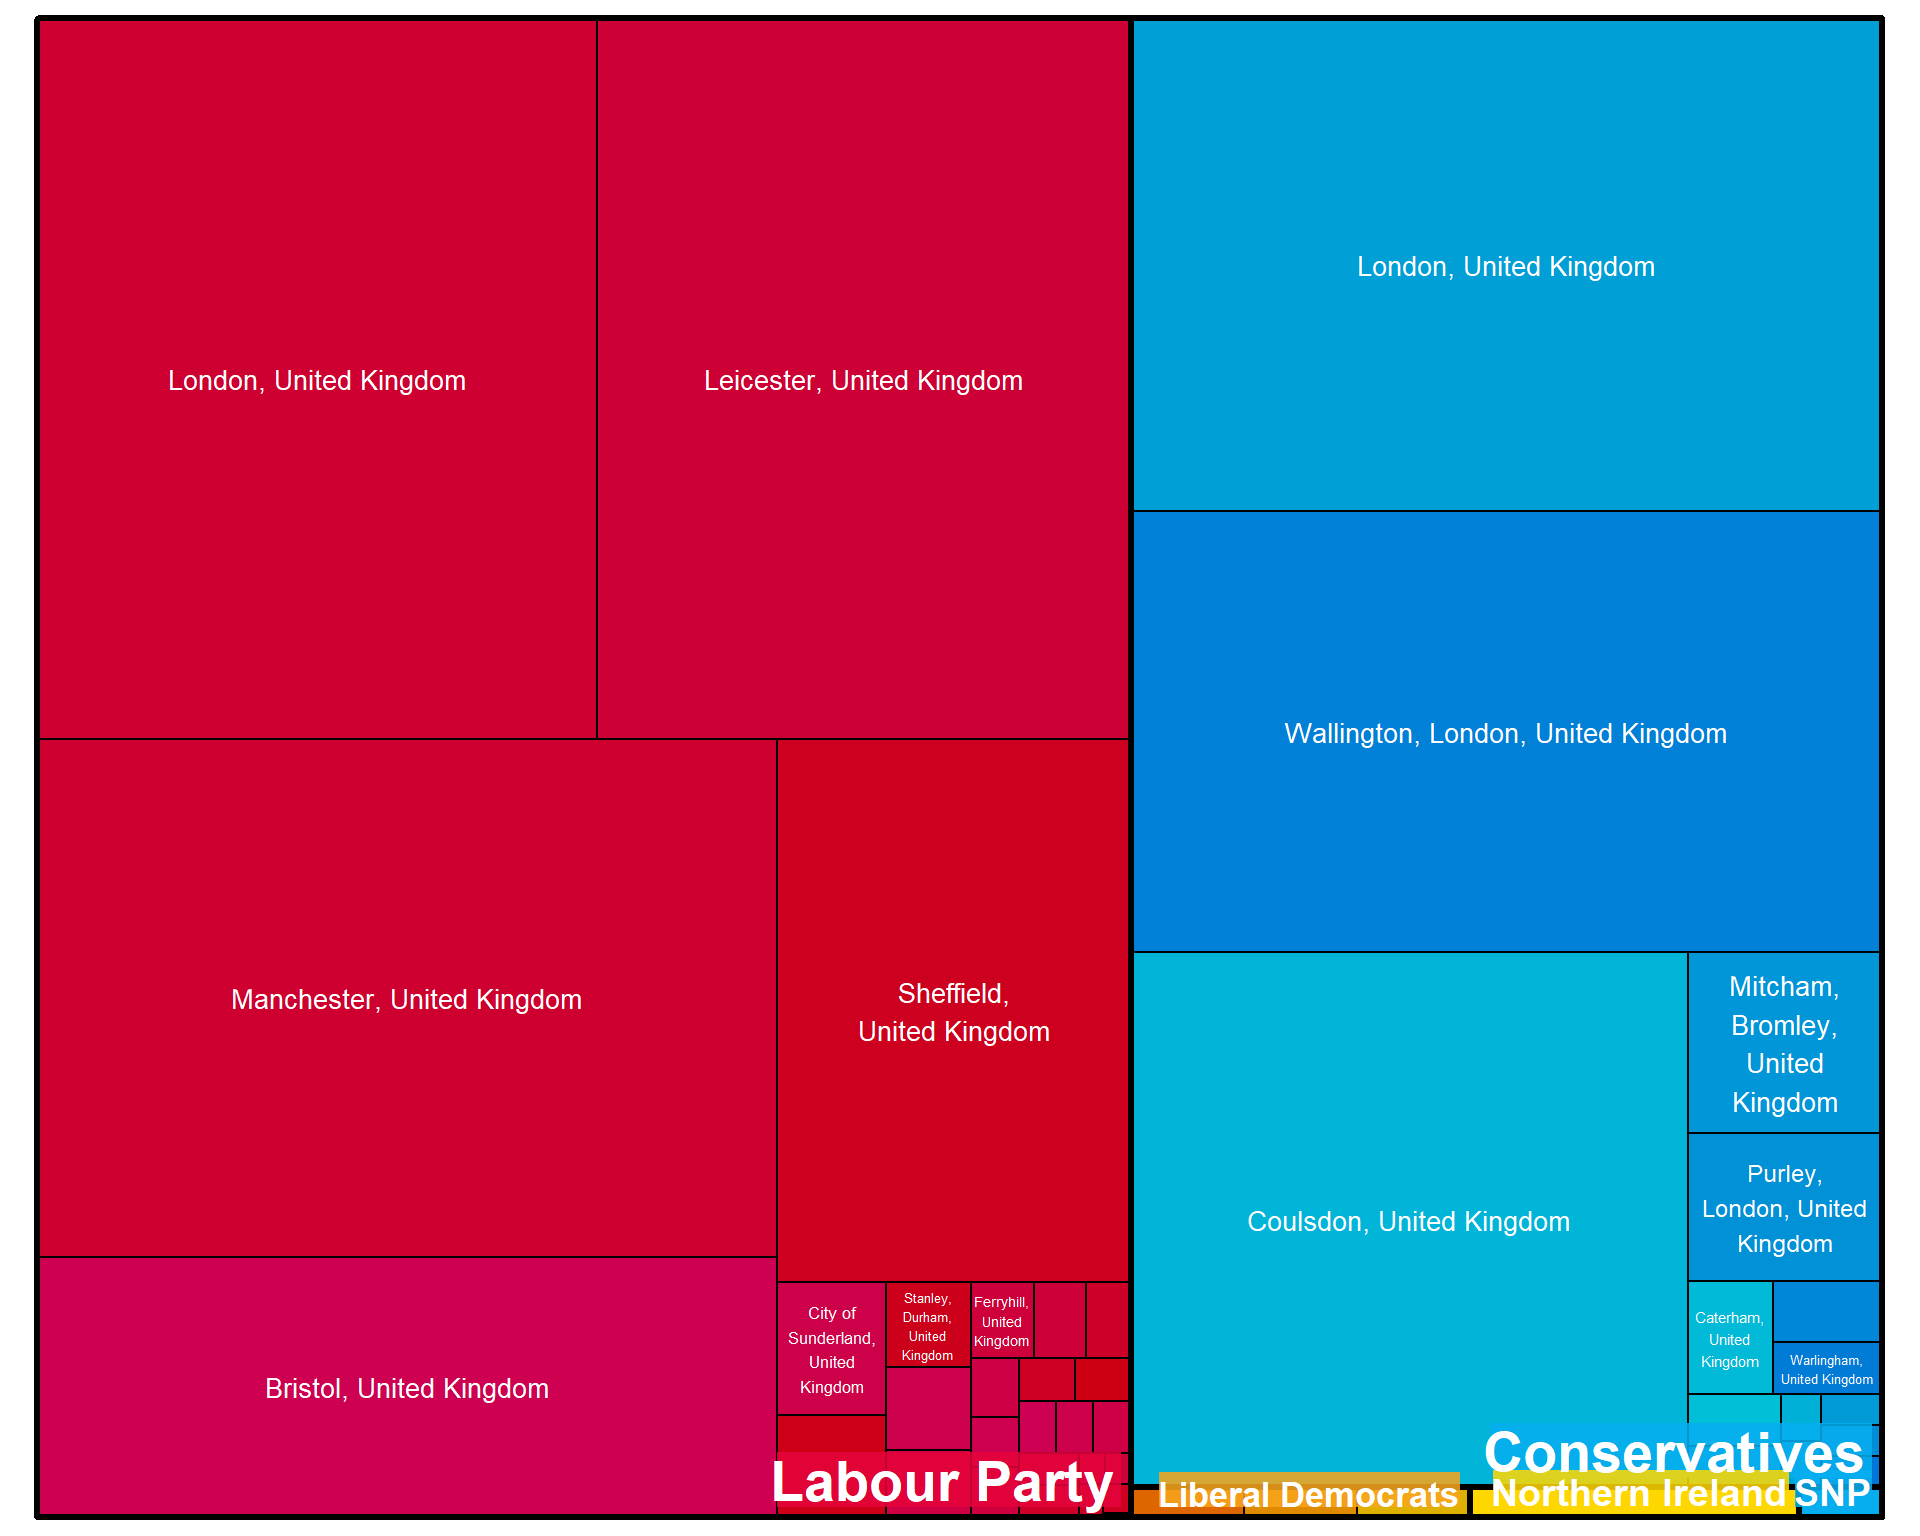 London, United Kingdom
Leicester, United Kingdom
London, United Kingdom
Wallington, London, United Kingdom
Manchester, United Kingdom
Sheffield,
United Kingdom
Mitcham,
Bromley,
United
Kingdom
Purley,
London, United
Kingdom
Coulsdon, United Kingdom
Bristol, United Kingdom
City of
Sunderland,
United
Kingdom
Stanley,
Durham,
United
Kingdom
Ferryhill,
United
Kingdom
Caterham,
United
Kingdom
Warlingham,
United Kingdom
Labour Party
Conservatives
Liberal Democrats
Northern Ireland
SNP